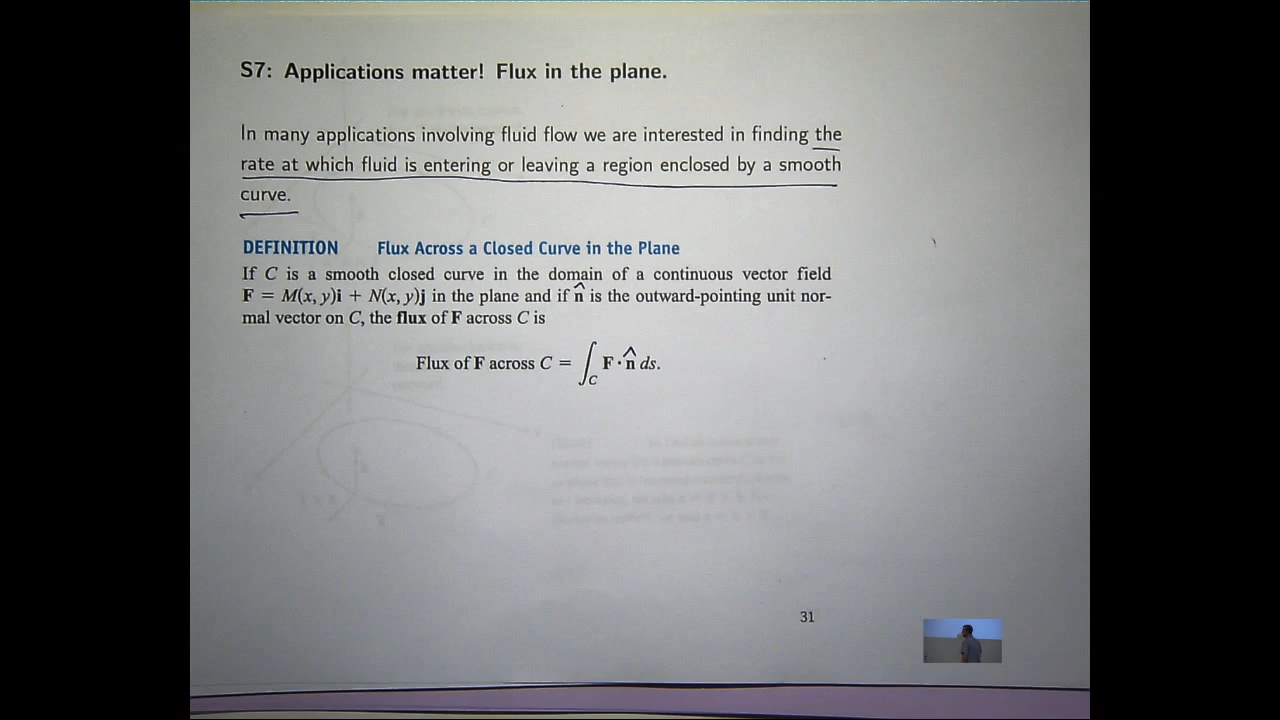 S7: Applications matter! Flux in the plane.
In many applications involving fluid flow we are interested in finding the
rate at which fluid is entering or leaving a region enclosed by a smooth
curve.
DEFINITION Flux Across a Closed Curve in the Plane
If C is a smooth closed curve in the domain of a continuous vector field
F = M(x, y)i + N(x, y)j in the plane and if n̂ is the outward-pointing unit nor-
mal vector on C, the flux of F across C is
Flux of F across C = ∫_C F · n̂ ds.
31